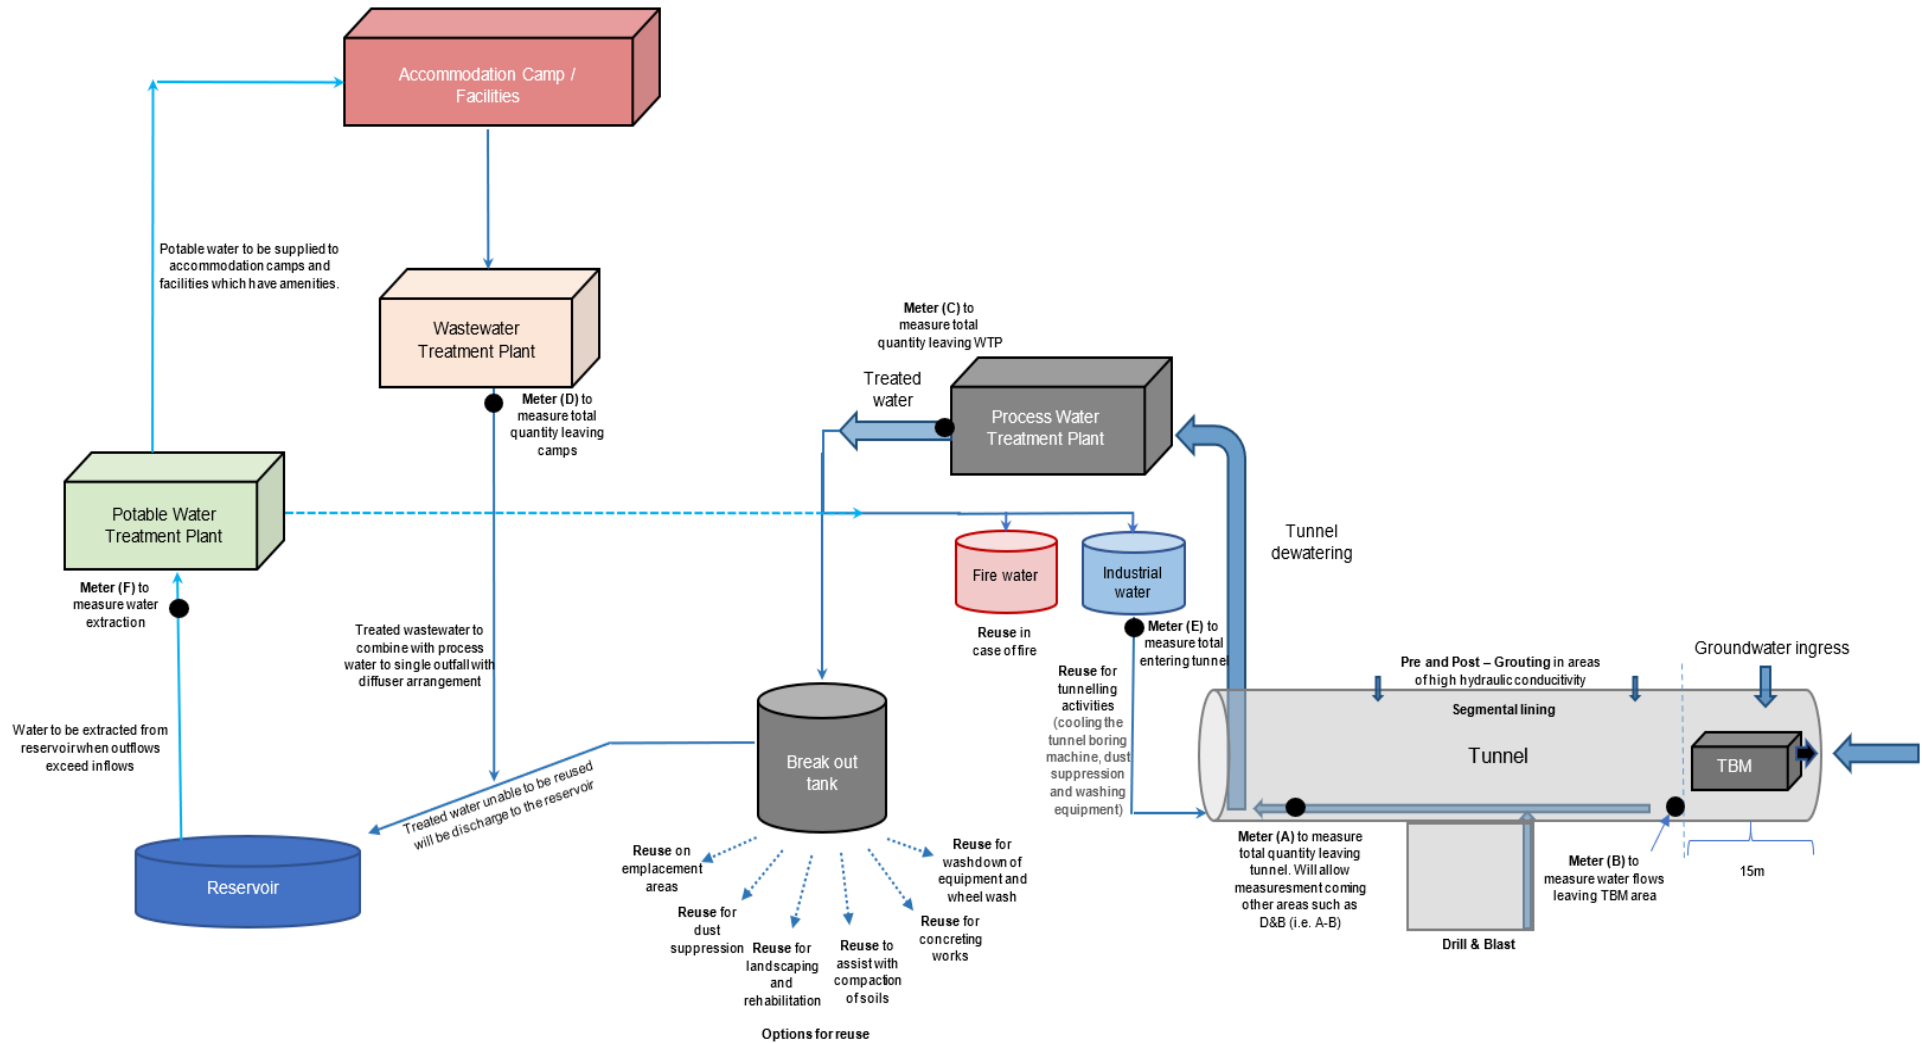 Accommodation Camp /
Facilities
Potable water to be supplied to
accommodation camps and
facilities which have amenities.
Wastewater
Treatment Plant
Meter (D) to
measure total
quantity leaving
camps
Meter (C) to
measure total
quantity leaving WTP
Treated
water
Process Water
Treatment Plant
Potable Water
Treatment Plant
Meter (F) to
measure water
extraction
Tunnel
dewatering
Fire water
Industrial
water
Reuse in
case of fire
Meter (E) to
measure total
entering tunnel
Treated wastewater to
combine with process
water to single outfall with
diffuser arrangement
Reuse for
tunnelling
activities
(cooling the
tunnel boring
machine, dust
suppression
and washing
equipment)
Pre and Post – Grouting in areas
of high hydraulic conductivity
Groundwater ingress
Segmental lining
Tunnel
TBM
Water to be extracted from
reservoir when outflows
exceed inflows
Break out
tank
Treated water unable to be reused
will be discharge to the reservoir
Reservoir
Meter (A) to measure
total quantity leaving
tunnel. Will allow
measuresment coming
other areas such as
D&B (i.e. A-B)
Meter (B) to
measure water flows
leaving TBM area
15m
Drill & Blast
Reuse on
emplacement
areas
Reuse for
dust
suppression
Reuse for
landscaping
and
rehabilitation
Reuse to
assist with
compaction
of soils
Reuse for
concreting
works
Reuse for
washdown of
equipment and
wheel wash
Options for reuse